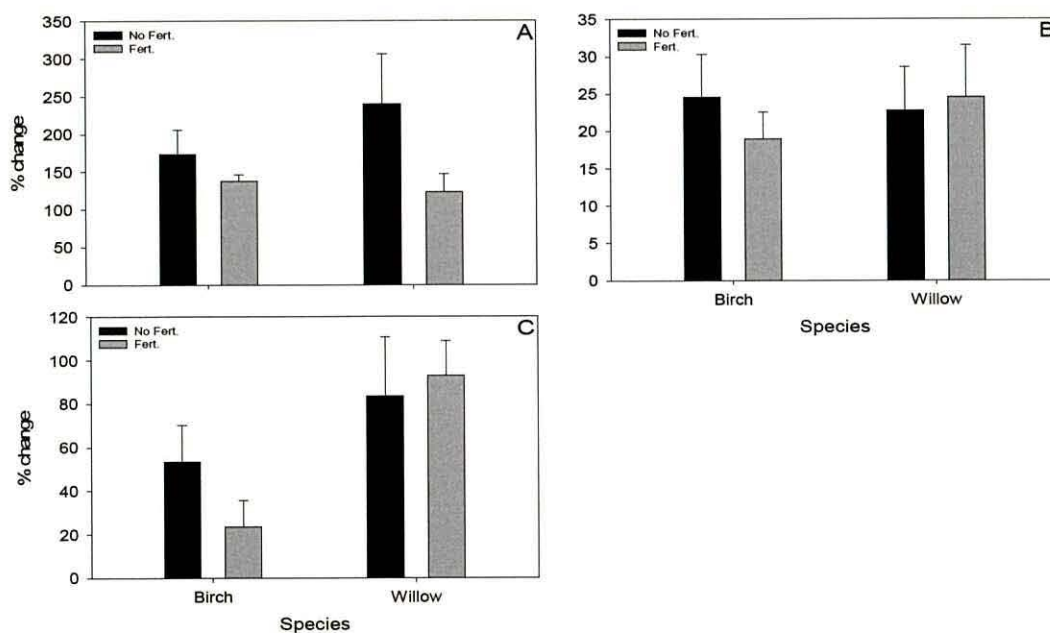 A
No Fert.
Fert.
350
300
250
200
150
100
50
0
% change
B
No Fert.
Fert.
35
30
25
20
15
10
5
0
Birch Willow
Species
C
No Fert.
Fert.
120
100
80
60
40
20
0
% change
Birch Willow
Species